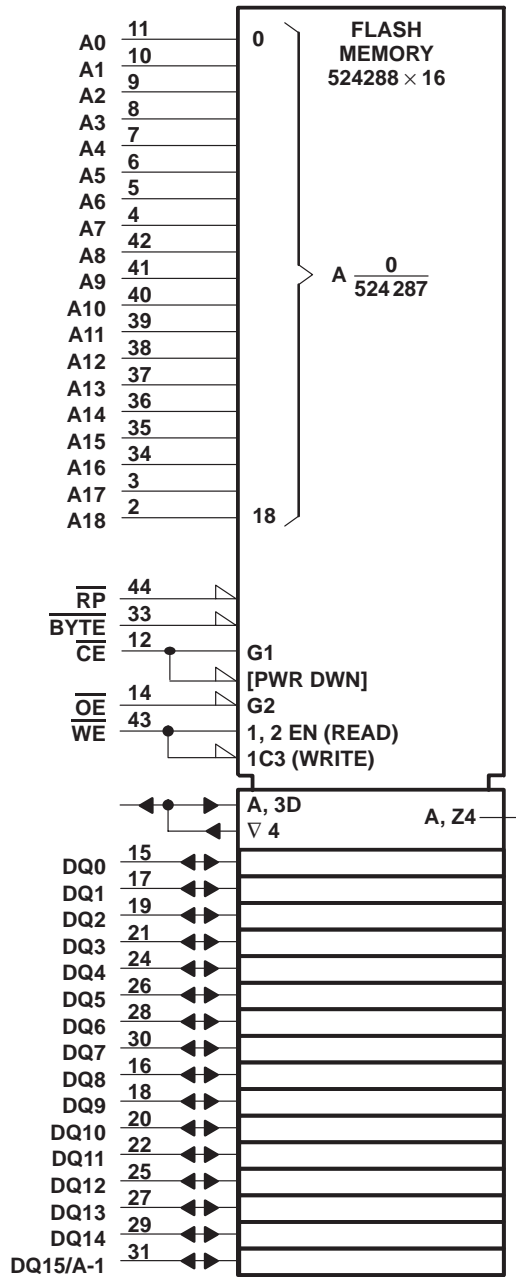 FLASH
MEMORY
524288 × 16
A0 11 0
A1 10
A2 9
A3 8
A4 7
A5 6
A6 5
A7 4
A8 42
A9 41
A 0
524 287
A10 40
A11 39
A12 38
A13 37
A14 36
A15 35
A16 34
A17 3
A18 2 18
RP 44
BYTE 33
CE 12 G1
[PWR DWN]
OE 14 G2
WE 43 1, 2 EN (READ)
1C3 (WRITE)
A, 3D A, Z4
∇ 4
DQ0 15
DQ1 17
DQ2 19
DQ3 21
DQ4 24
DQ5 26
DQ6 28
DQ7 30
DQ8 16
DQ9 18
DQ10 20
DQ11 22
DQ12 25
DQ13 27
DQ14 29
DQ15/A-1 31